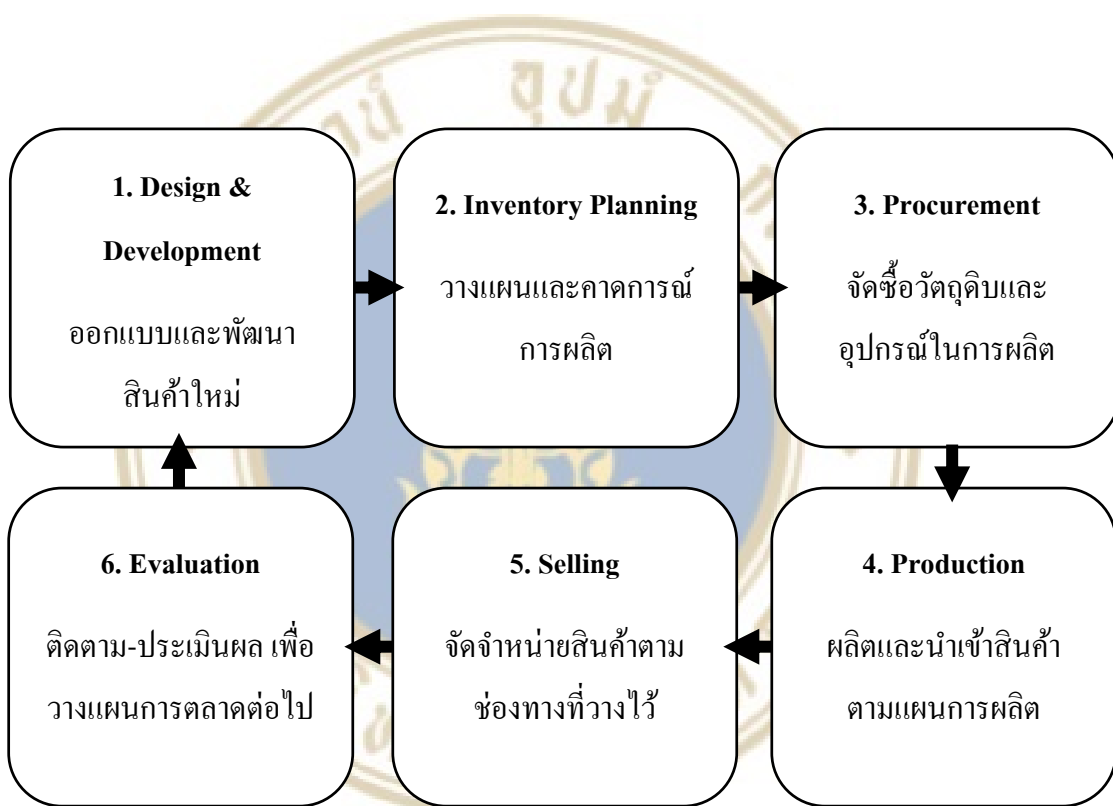 1. Design &
Development
ออกแบบและพัฒนา
สินค้าใหม่
2. Inventory Planning
วางแผนและคาดการณ์
การผลิต
3. Procurement
จัดซื้อวัตถุดิบและ
อุปกรณ์ในการผลิต
4. Production
ผลิตและนำเข้าสินค้า
ตามแผนการผลิต
5. Selling
จัดจำหน่ายสินค้าตาม
ช่องทางที่วางไว้
6. Evaluation
ติดตาม-ประเมินผล เพื่อ
วางแผนการตลาดต่อไป
อุปมํ